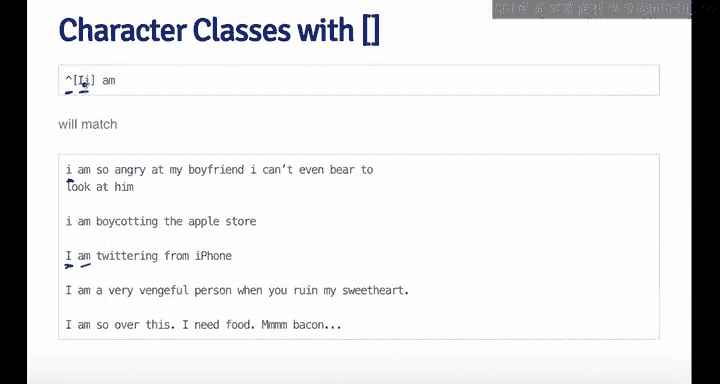 Character Classes with []
^[Ii] am
will match
i am so angry at my boyfriend i can’t even bear to
look at him
i am boycotting the apple store
I am twittering from iPhone
I am a very vengeful person when you ruin my sweetheart.
I am so over this. I need food. Mmmm bacon...